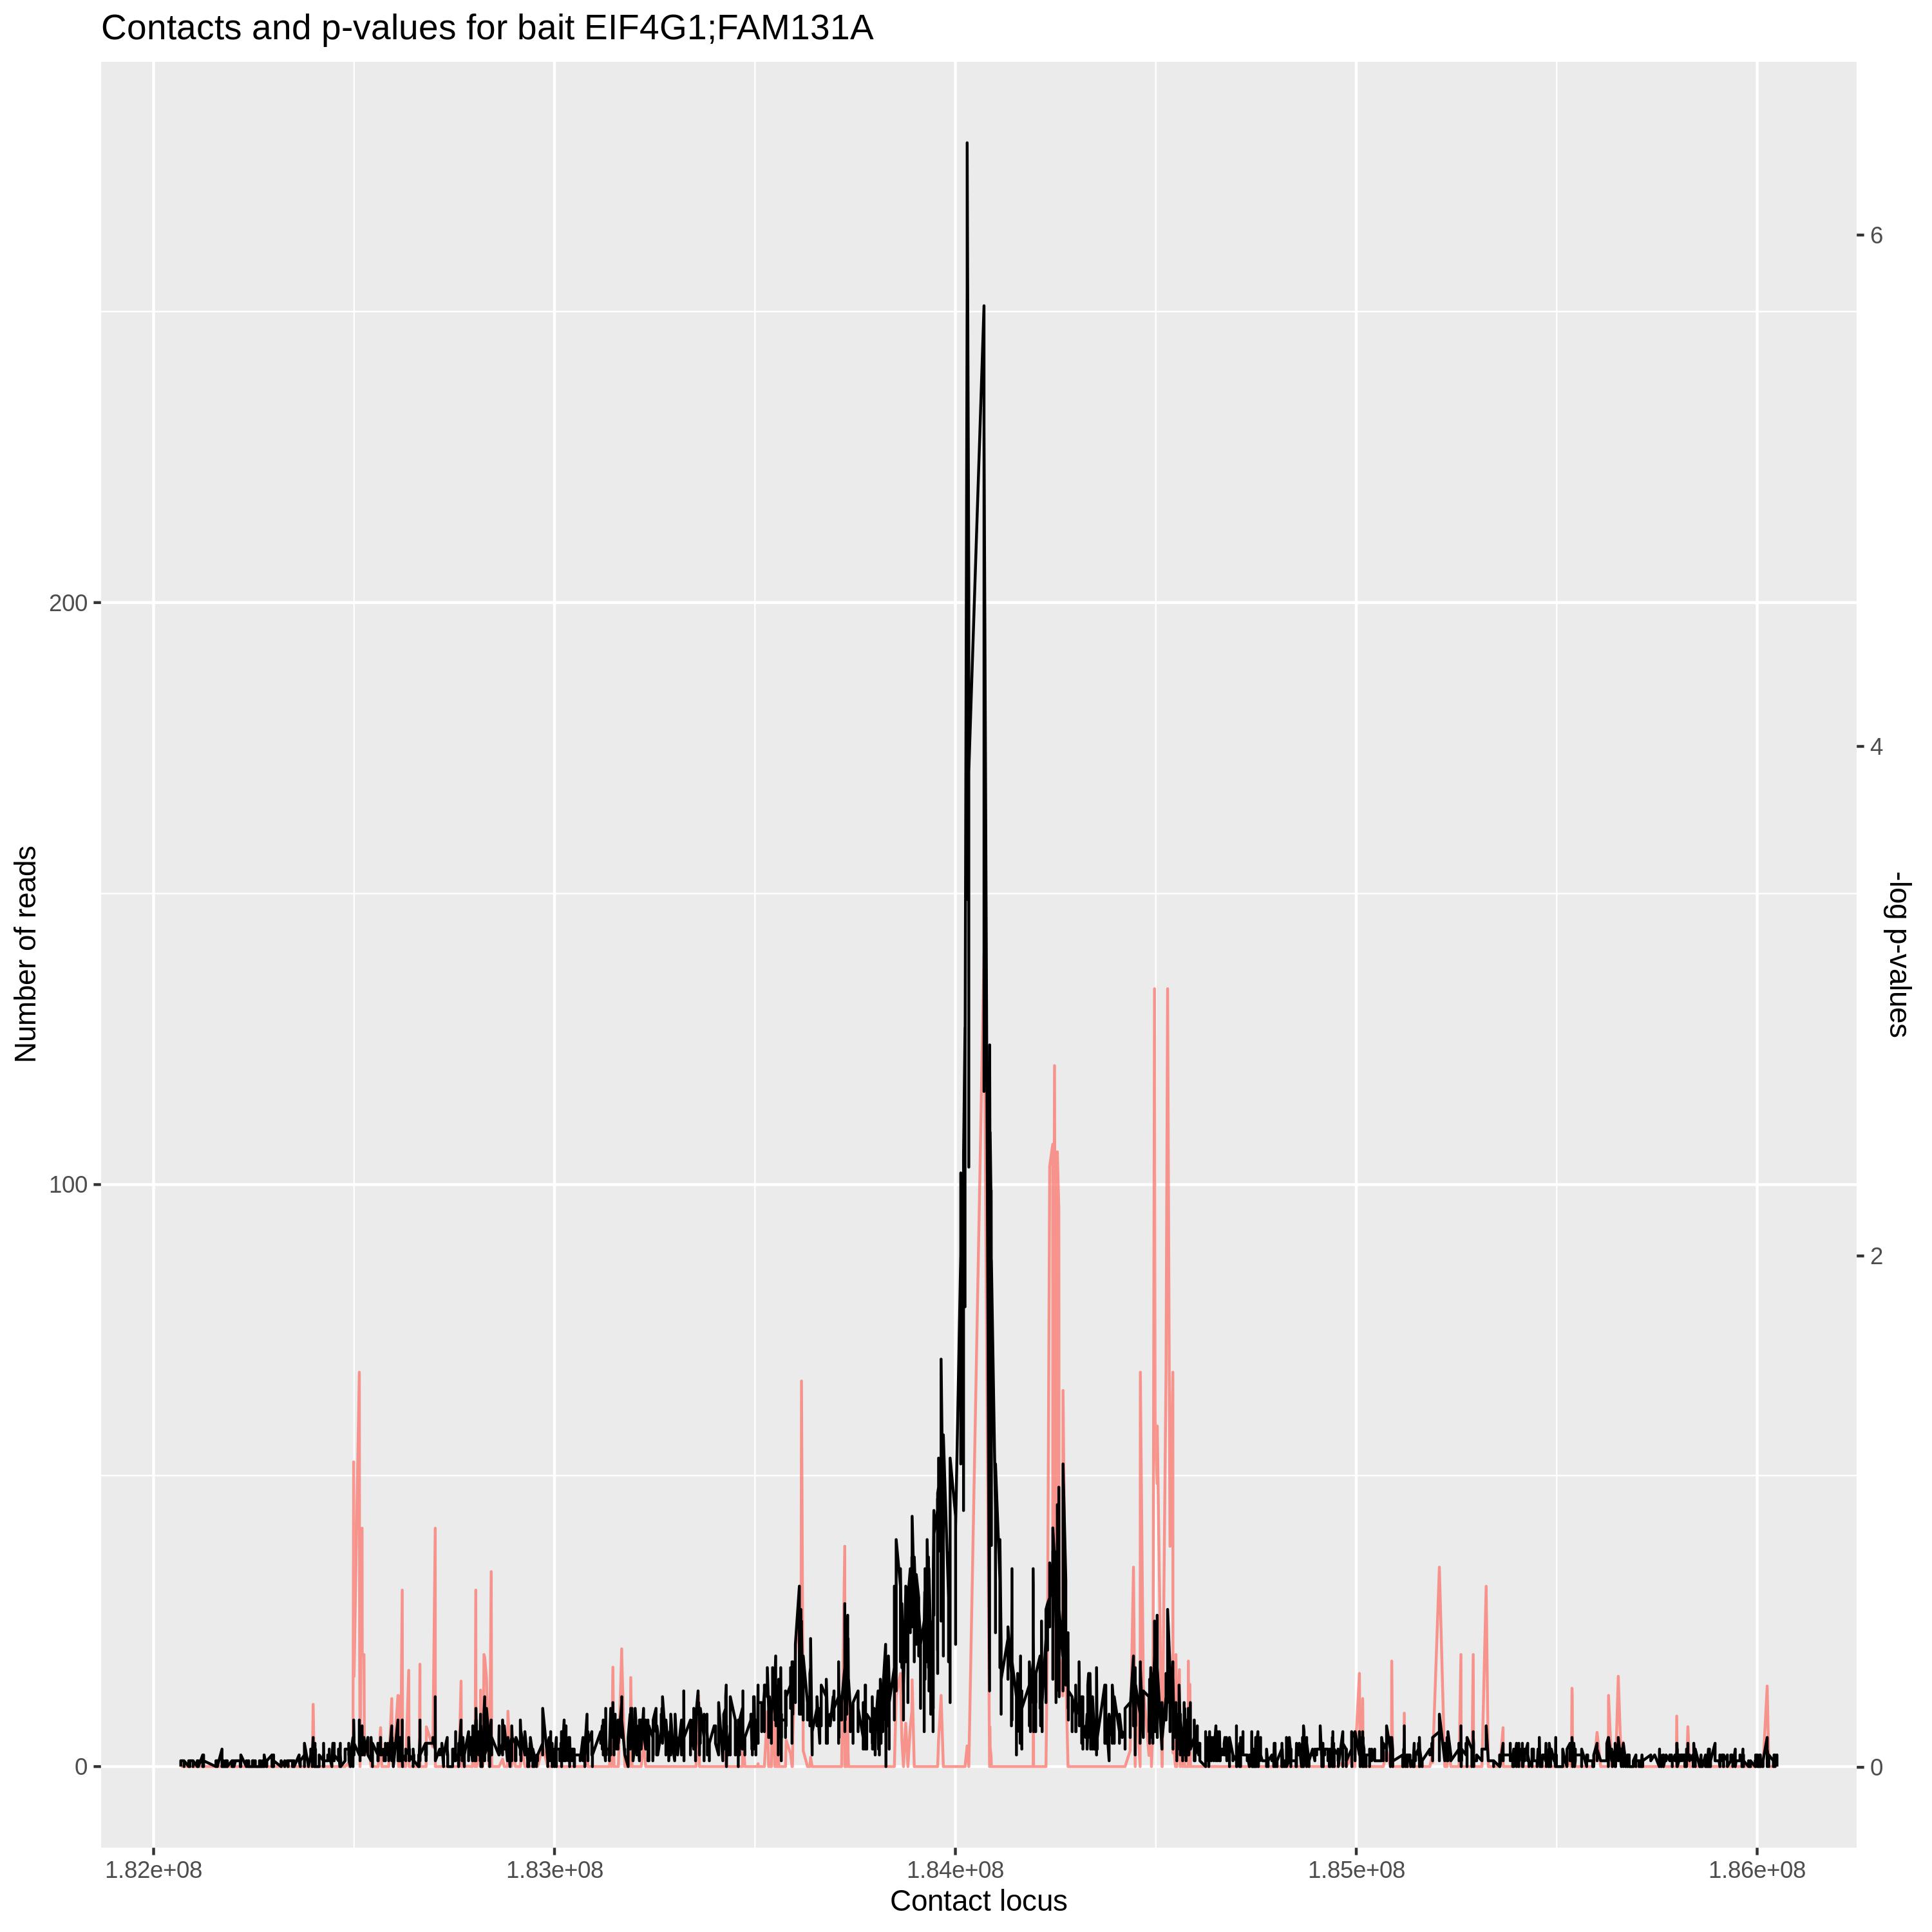 Contacts and p-values for bait EIF4G1;FAM131A
Number of reads
200
100
0
6
4
2
0
-log p-values
1.82e+08
1.83e+08
1.84e+08
1.85e+08
1.86e+08
Contact locus